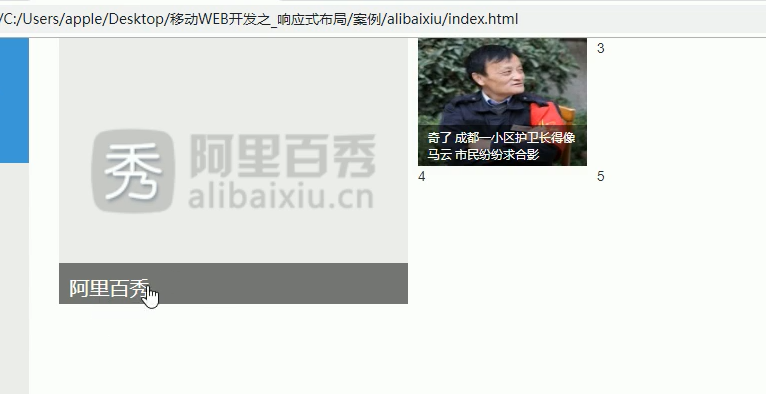 /C:/Users/apple/Desktop/移动WEB开发之_响应式布局/案例/alibaixiu/index.html
秀 阿里百秀
alibaixiu.cn
阿里百秀
奇了 成都一小区护卫长得像
马云 市民纷纷求合影
3
4
5